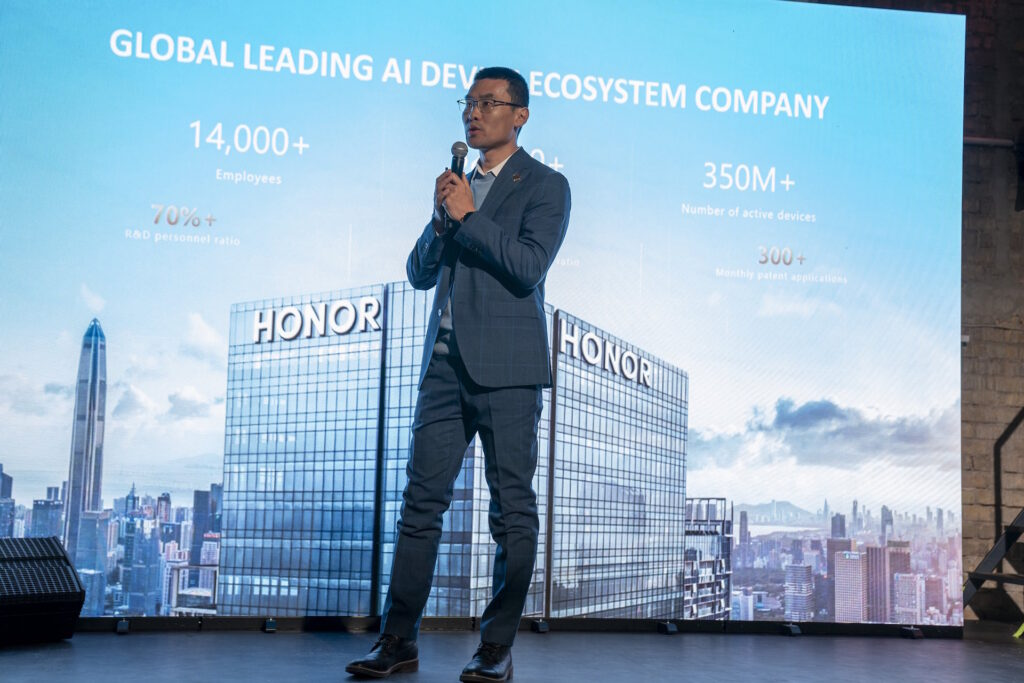 GLOBAL LEADING AI ECOSYSTEM COMPANY
14,000+
Employees
70%+
R&D personnel ratio
350M+
Number of active devices
300+
Monthly patent applications
HONOR
HONOR